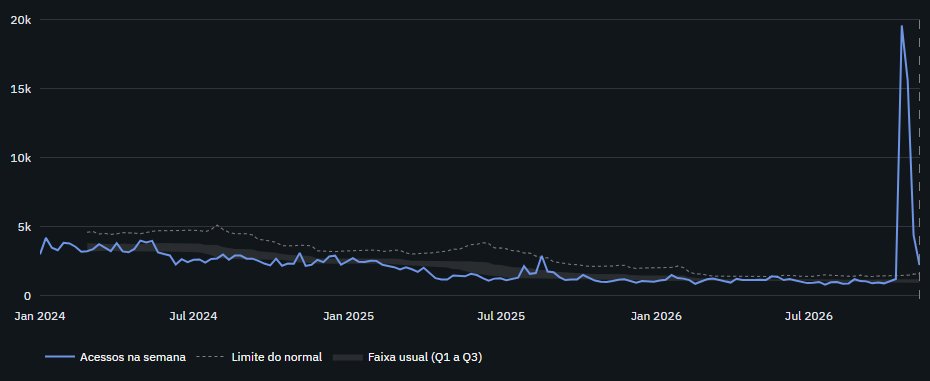 20k
15k
10k
5k
0
Jan 2024 Jul 2024 Jan 2025 Jul 2025 Jan 2026 Jul 2026
Acessos na semana Limite do normal Faixa usual (Q1 a Q3)